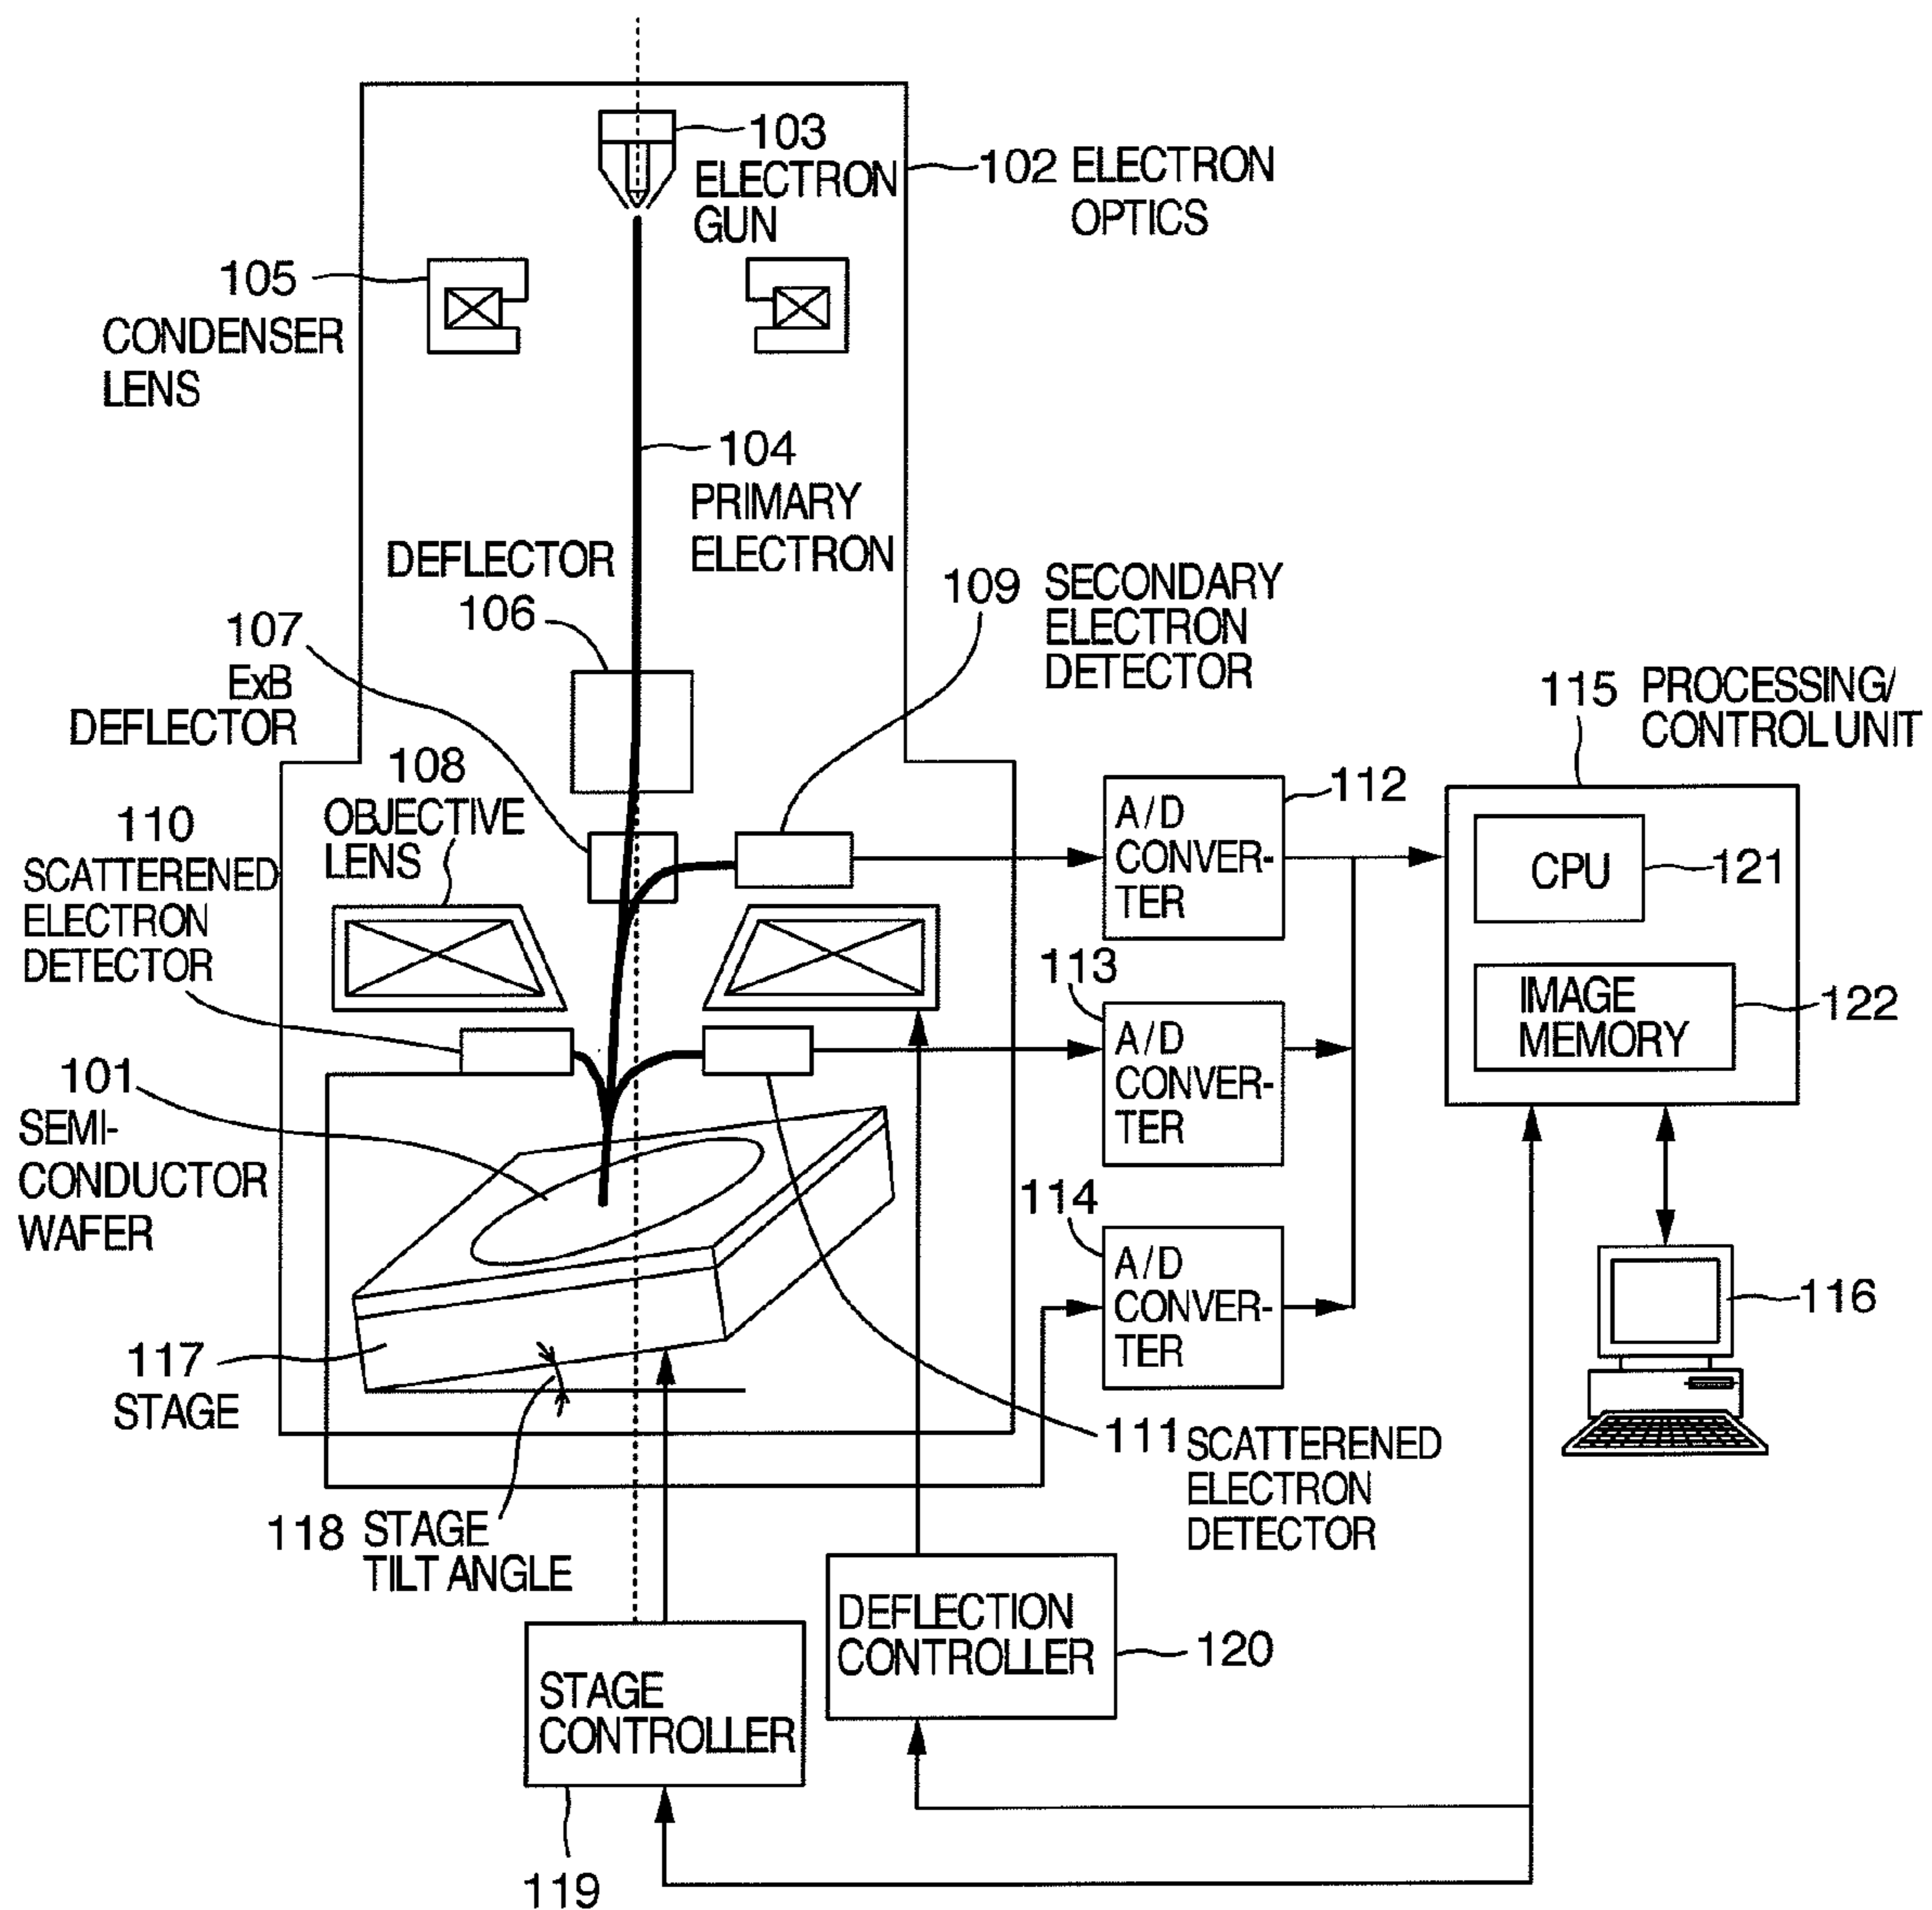 103
ELECTRON
GUN
102 ELECTRON
OPTICS
105
CONDENSER
LENS
104
PRIMARY
ELECTRON
DEFLECTOR
106
109 SECONDARY
ELECTRON
DETECTOR
107
ExB
DEFLECTOR
108
OBJECTIVE
LENS
110
SCATTERENED
ELECTRON
DETECTOR
115 PROCESSING/
CONTROL UNIT
112
A/D
CONVER-
TER
CPU
121
113
A/D
CONVER-
TER
IMAGE
MEMORY
122
101
SEMI-
CONDUCTOR
WAFER
114
A/D
CONVER-
TER
116
117
STAGE
111 SCATTERENED
ELECTRON
DETECTOR
118 STAGE
TILT ANGLE
DEFLECTION
CONTROLLER
120
STAGE
CONTROLLER
119